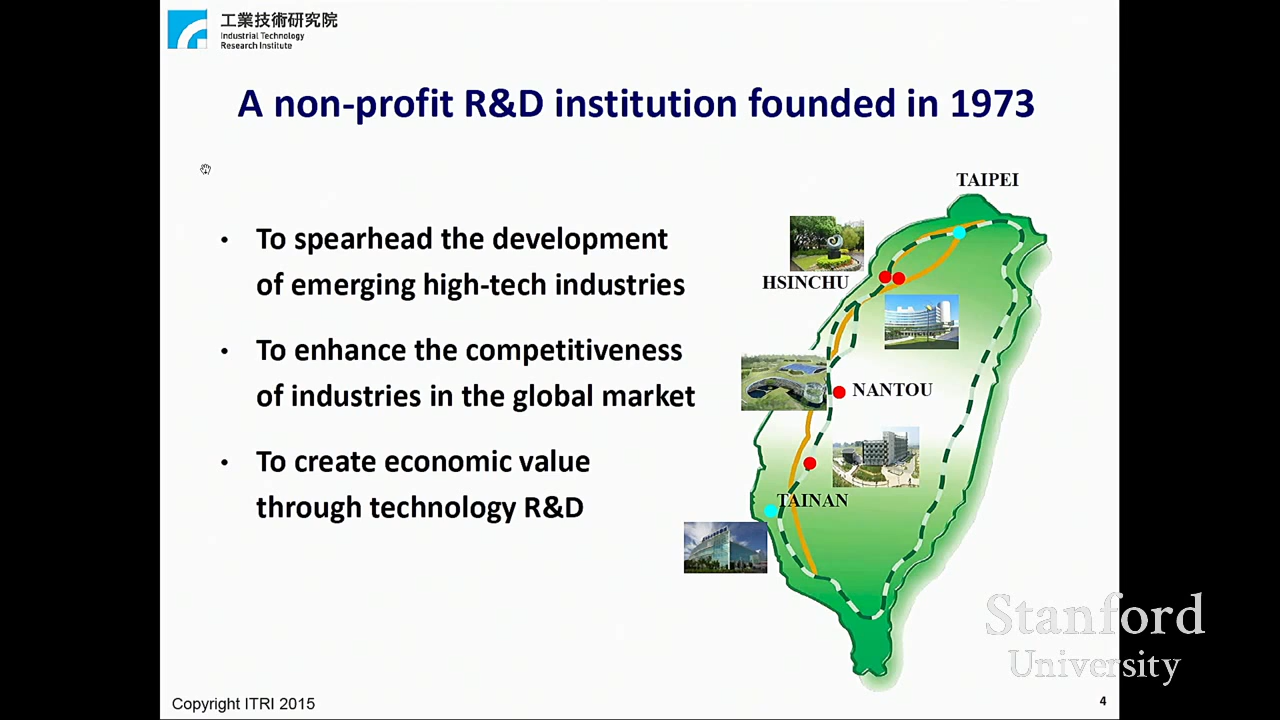 工業技術研究院
Industrial Technology
Research Institute
A non-profit R&D institution founded in 1973
• To spearhead the development
of emerging high-tech industries
• To enhance the competitiveness
of industries in the global market
• To create economic value
through technology R&D
TAIPEI
HSINCHU
NANTOU
TAINAN
Stanford
University
Copyright ITRI 2015
4